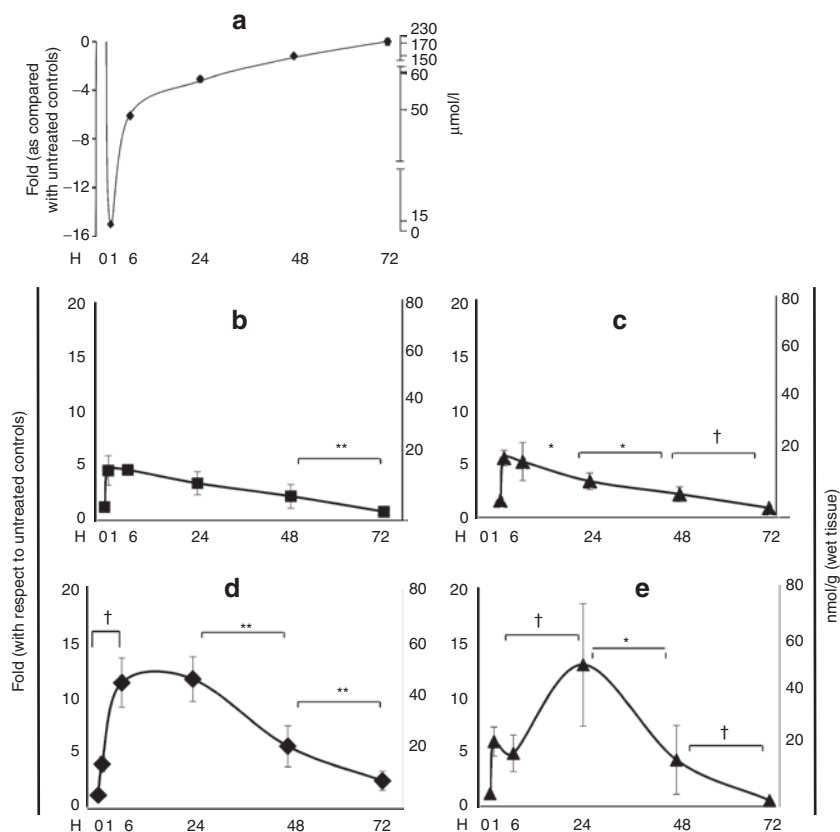 a
Fold (as compared
with untreated controls)
0
−4
−8
−12
−16
230
170
150
60
50
15
0
µmol/l
H 0 1 6 24 48 72
Fold (with respect to untreated controls)
b
20
15
10
5
0
80
60
40
20
**
H 0 1 6 24 48 72
c
20
15
10
5
0
80
60
40
20
* * †
H 0 1 6 24 48 72
d
20
15
10
5
0
80
60
40
20
† ** **
H 0 1 6 24 48 72
e
20
15
10
5
0
80
60
40
20
† * †
H 0 1 6 24 48 72
nmol/g (wet tissue)